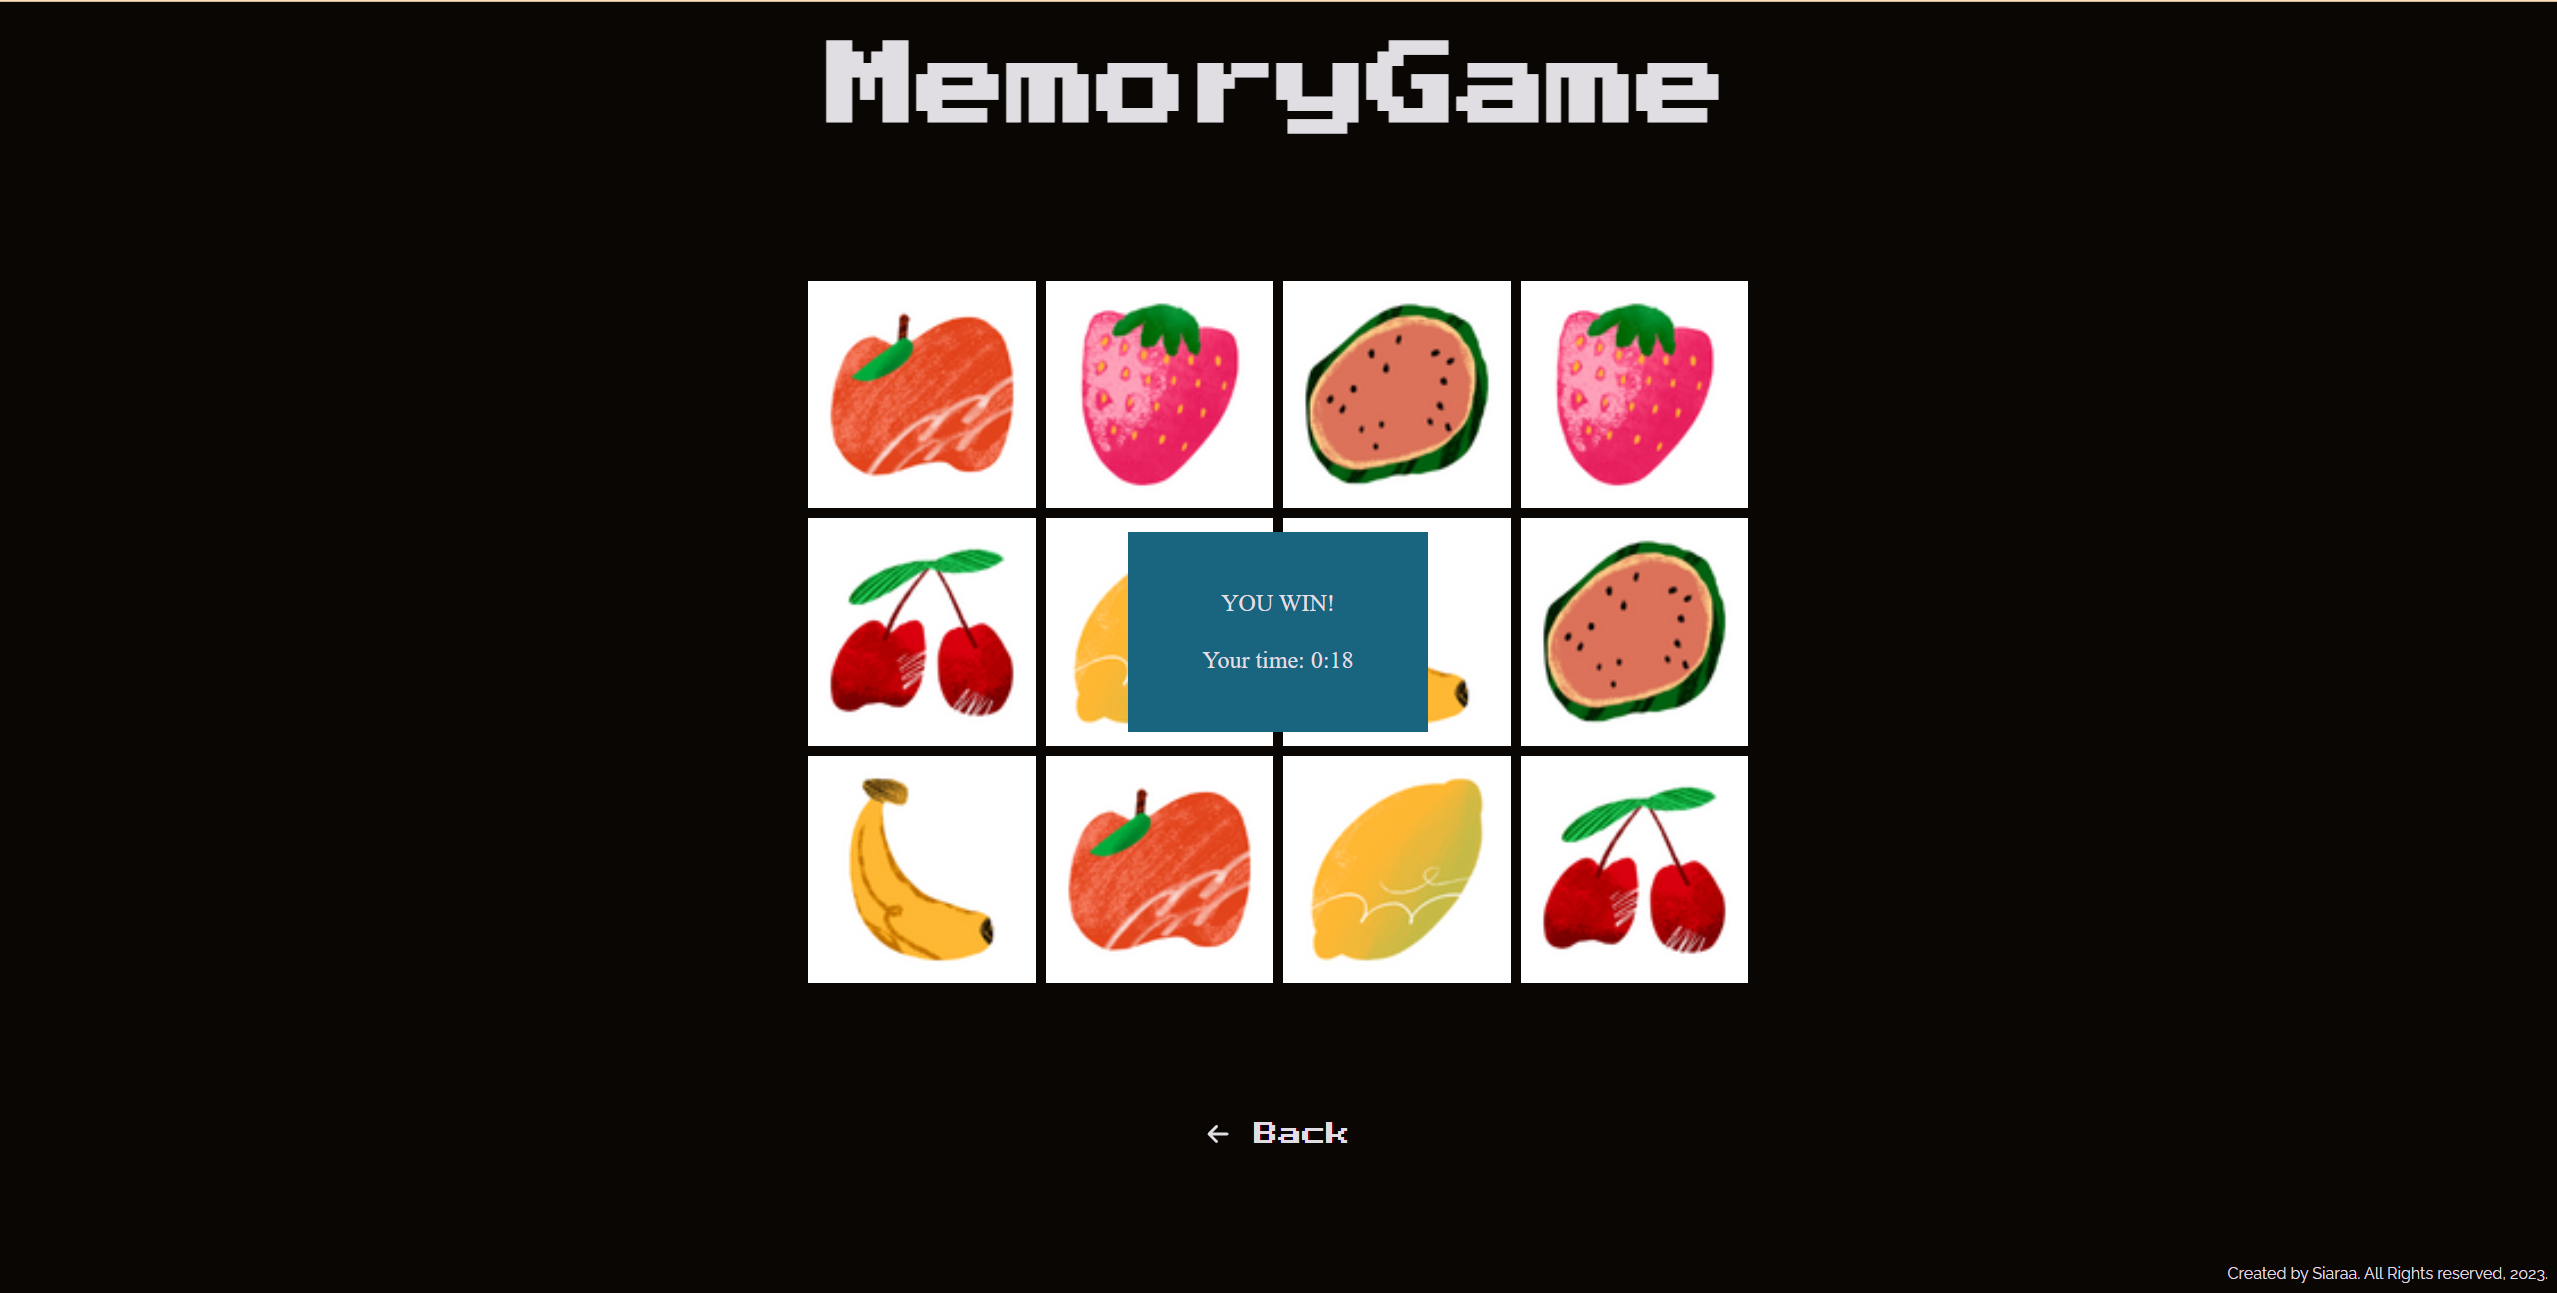 MemoryGame
YOU WIN!
Your time: 0:18
← Back
Created by Siaraa. All Rights reserved, 2023.